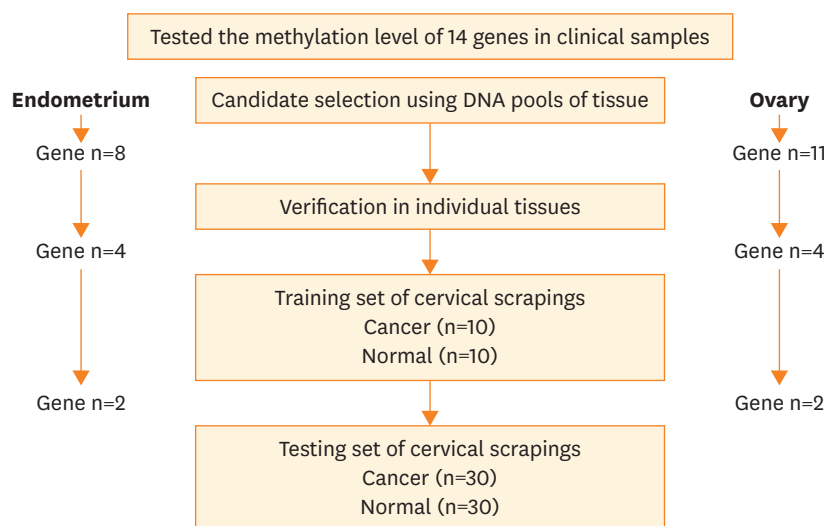 Tested the methylation level of 14 genes in clinical samples
Endometrium
Candidate selection using DNA pools of tissue
Ovary
Gene n=8
Gene n=11
Verification in individual tissues
Gene n=4
Gene n=4
Training set of cervical scrapings
Cancer (n=10)
Normal (n=10)
Gene n=2
Gene n=2
Testing set of cervical scrapings
Cancer (n=30)
Normal (n=30)